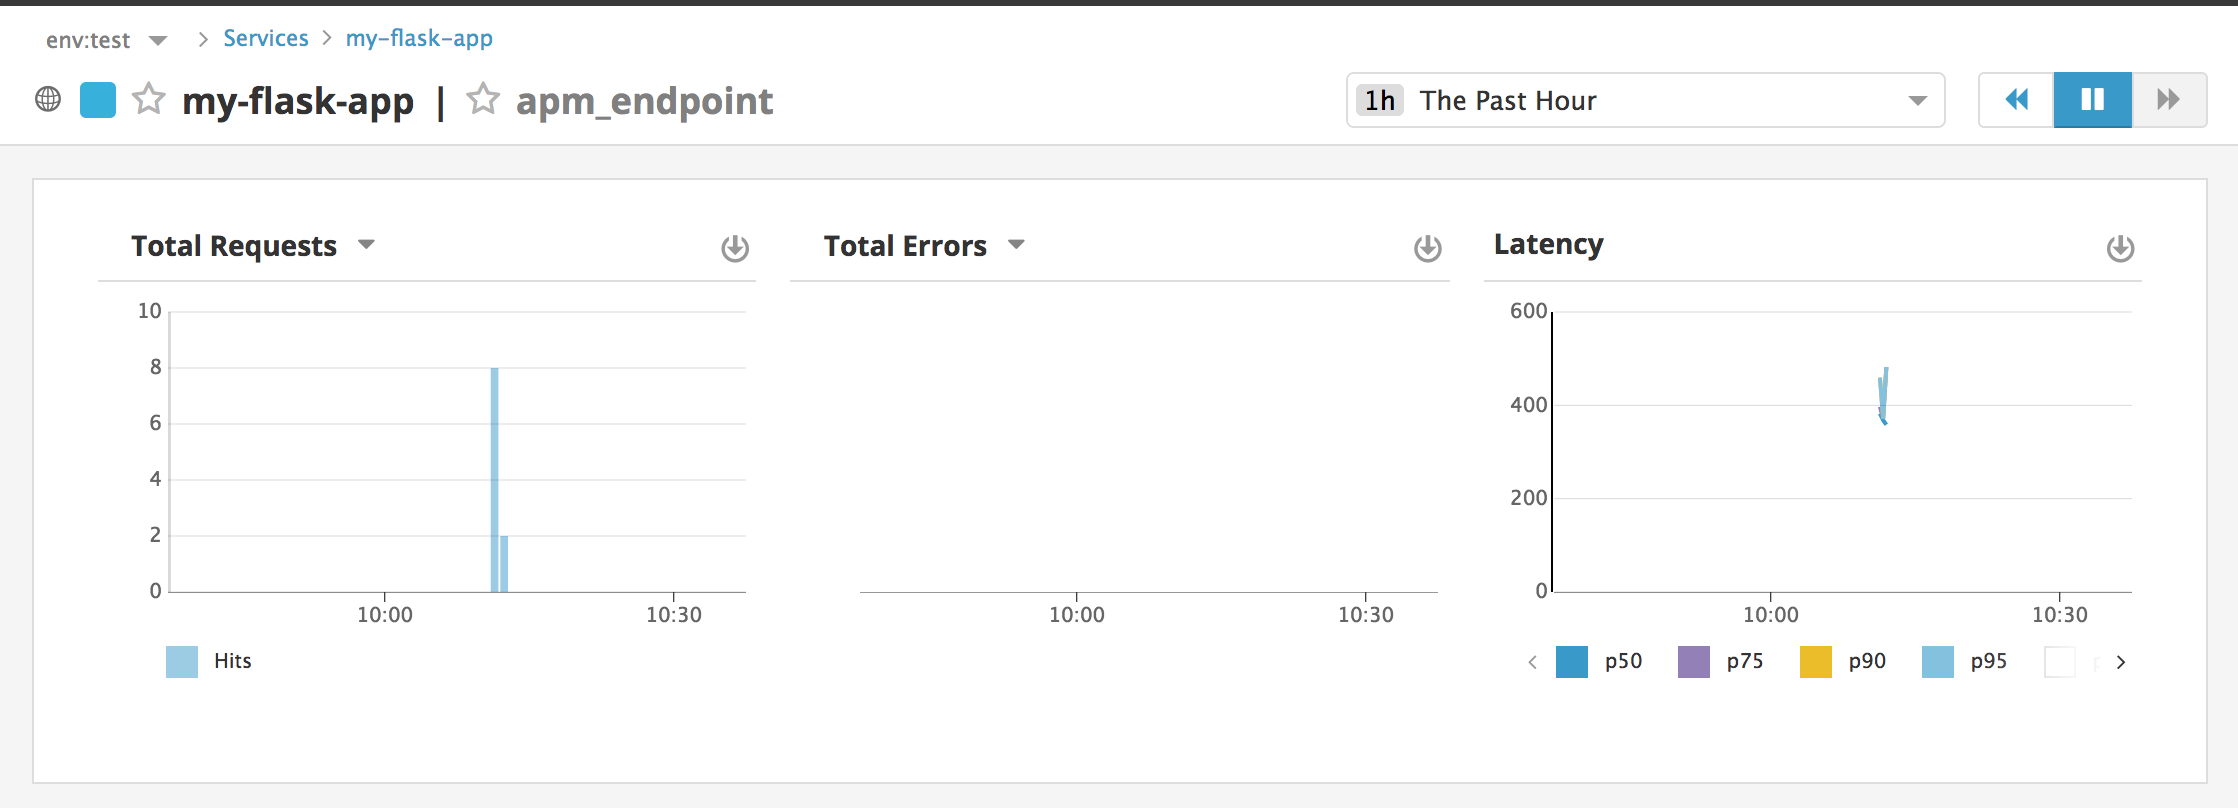 env:test > Services > my-flask-app
my-flask-app | apm_endpoint
1h The Past Hour
Total Requests
10
8
6
4
2
0
10:00 10:30
Hits
Total Errors
10:00 10:30
Latency
600
400
200
0
10:00 10:30
p50 p75 p90 p95